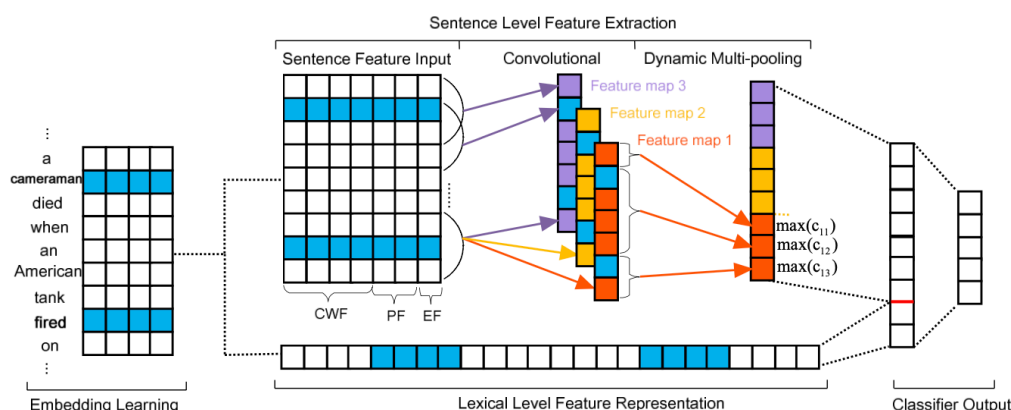 Sentence Level Feature Extraction
Sentence Feature Input
Convolutional
Dynamic Multi-pooling
Feature map 3
Feature map 2
Feature map 1
...
a
cameraman
died
when
an
American
tank
fired
on
...
...
...
max(c11)
max(c12)
max(c13)
CWF
PF
EF
Embedding Learning
Lexical Level Feature Representation
Classifier Output